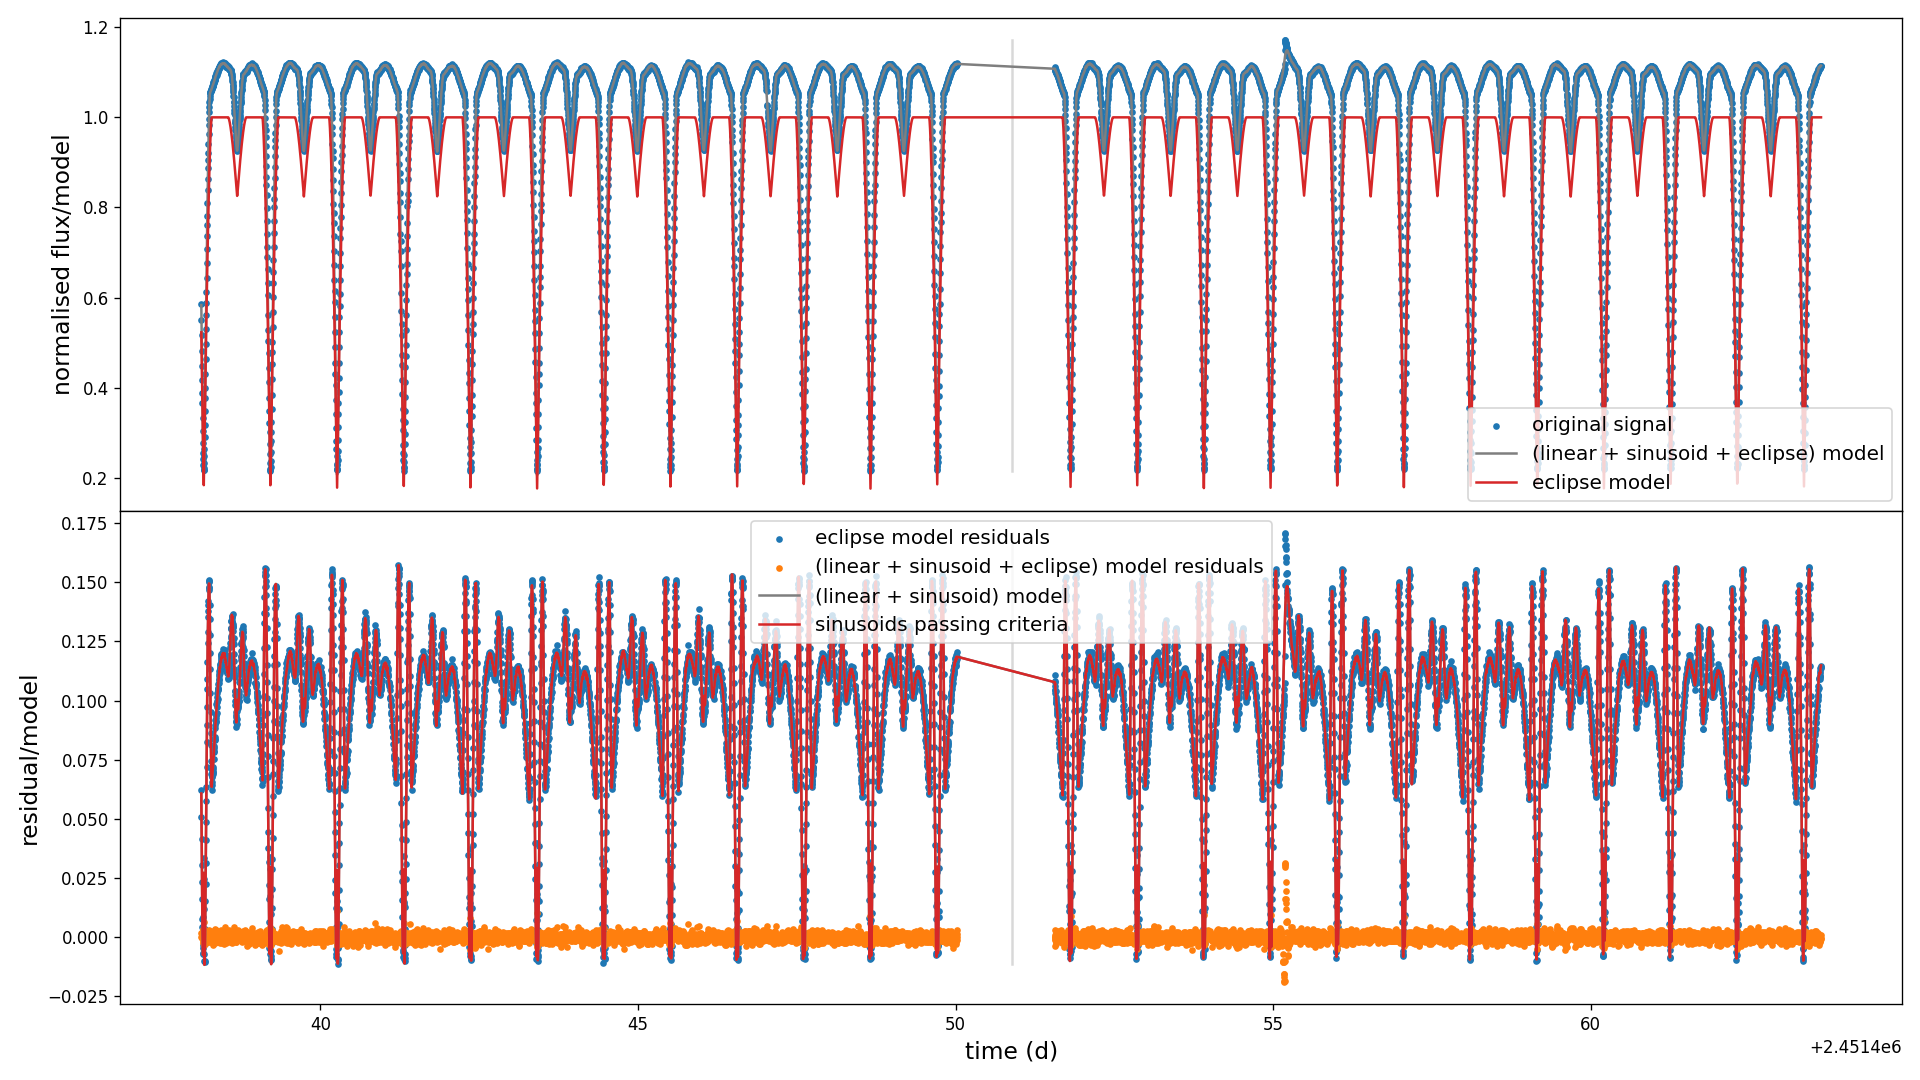 1.2
1.0
0.8
0.6
0.4
0.2
normalised flux/model
original signal
(linear + sinusoid + eclipse) model
eclipse model
0.175
0.150
0.125
0.100
0.075
0.050
0.025
0.000
−0.025
residual/model
eclipse model residuals
(linear + sinusoid + eclipse) model residuals
(linear + sinusoid) model
sinusoids passing criteria
40
45
50
55
60
time (d)
+2.4514e6